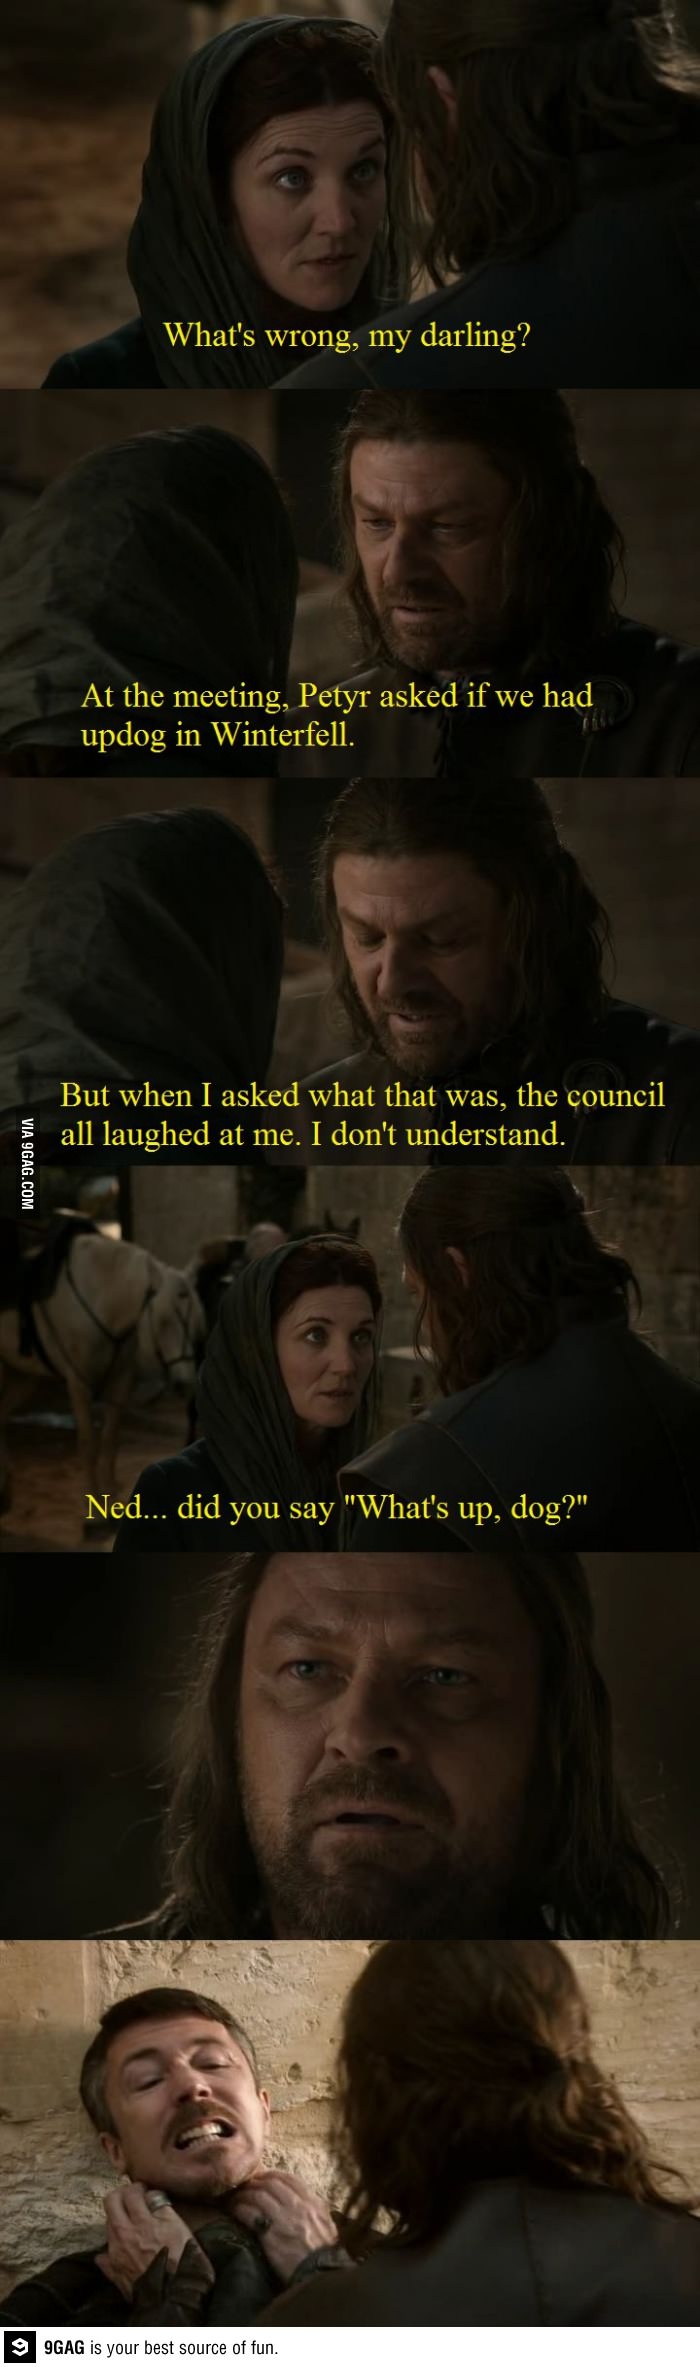 What's wrong, my darling?
At the meeting, Petyr asked if we had
updog in Winterfell.
But when I asked what that was, the council
all laughed at me. I don't understand.
VIA 9GAG.COM
Ned... did you say "What's up, dog?"
9GAG is your best source of fun.